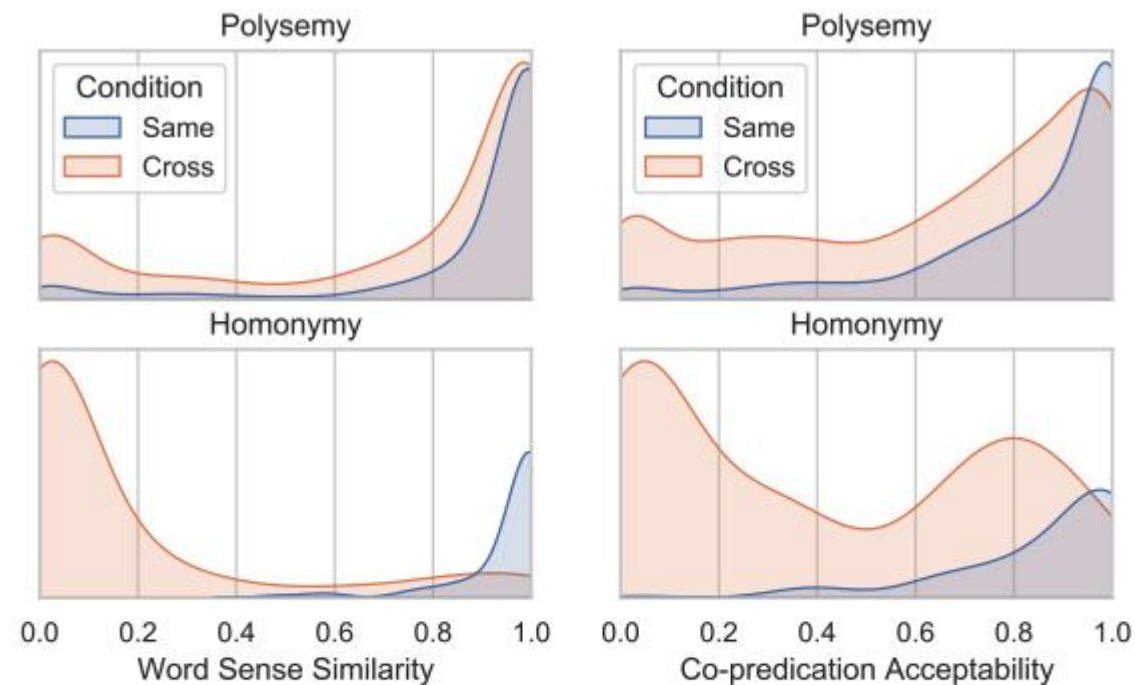 Polysemy
Condition
Same
Cross
Polysemy
Condition
Same
Cross
Homonymy
0.0 0.2 0.4 0.6 0.8 1.0
Word Sense Similarity
Homonymy
0.0 0.2 0.4 0.6 0.8 1.0
Co-predication Acceptability